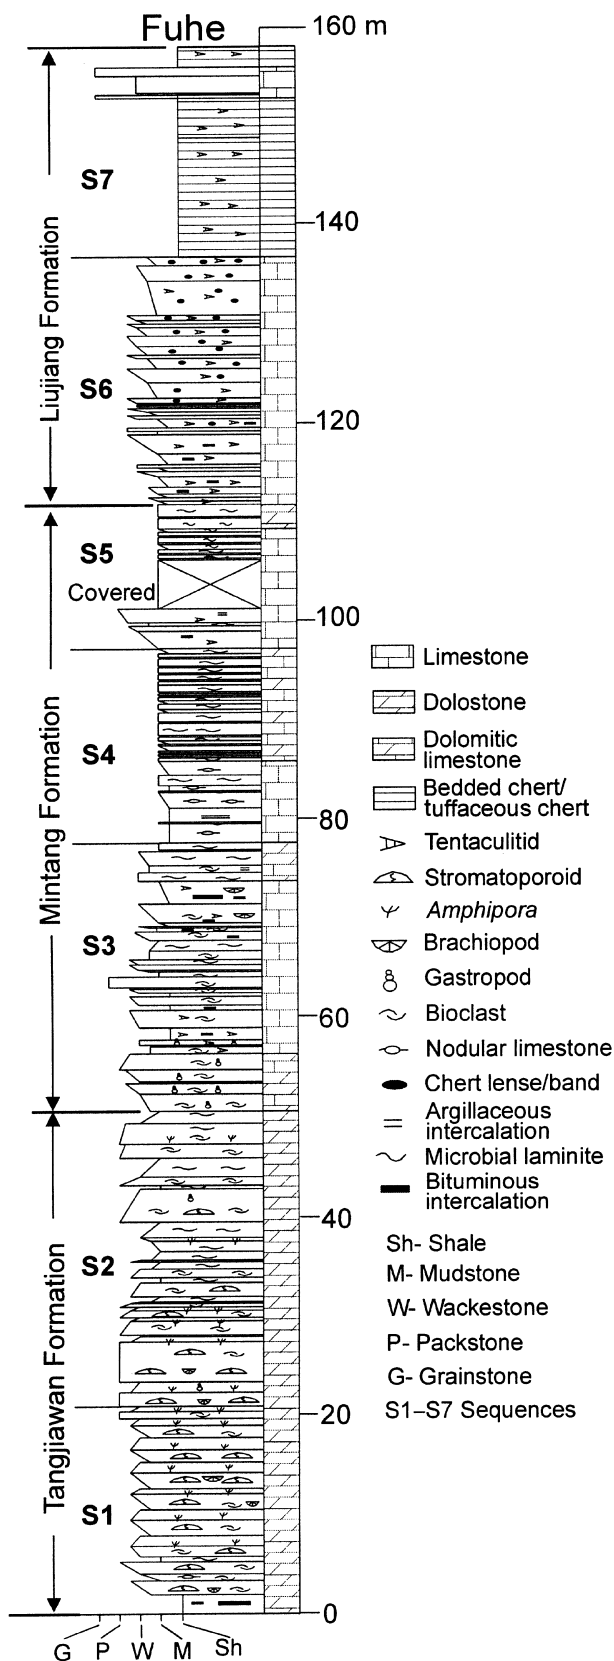 Fuhe
160 m
S7
140
Liujiang Formation
S6
120
S5
Covered
100
Limestone
Dolostone
Mintang Formation
S4
Dolomitic
limestone
Bedded chert/
tuffaceous chert
80
Tentaculitid
Stromatoporoid
Amphipora
S3
Brachiopod
Gastropod
60
Bioclast
Nodular limestone
Chert lense/band
Argillaceous
intercalation
Microbial laminite
Bituminous
intercalation
40
Tangjiawan Formation
S2
Sh- Shale
M- Mudstone
W- Wackestone
P- Packstone
G- Grainstone
S1–S7 Sequences
20
S1
0
G P W M Sh